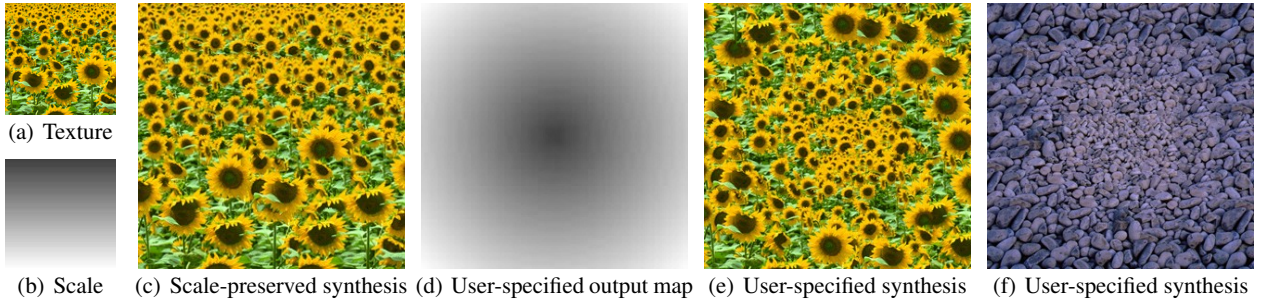 (a) Texture
(b) Scale
(c) Scale-preserved synthesis
(d) User-specified output map
(e) User-specified synthesis
(f) User-specified synthesis